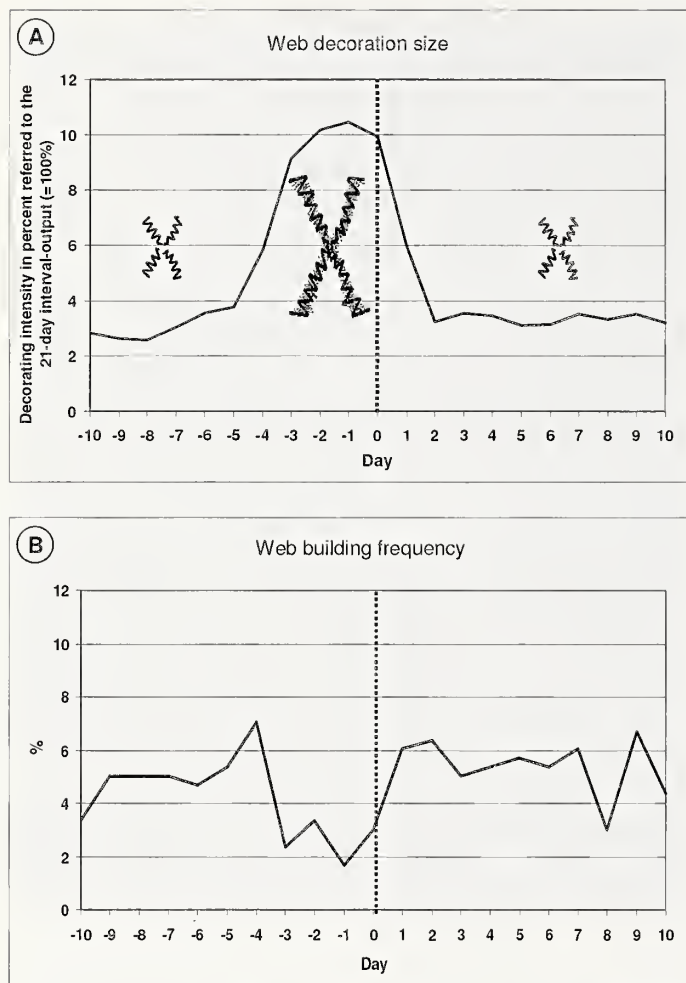 A
Web decoration size
Decorating intensity in percent referred to the
21-day interval-output (=100%)
12
10
8
6
4
2
0
-10 -9 -8 -7 -6 -5 -4 -3 -2 -1 0 1 2 3 4 5 6 7 8 9 10
Day
B
Web building frequency
%
12
10
8
6
4
2
0
-10 -9 -8 -7 -6 -5 -4 -3 -2 -1 0 1 2 3 4 5 6 7 8 9 10
Day